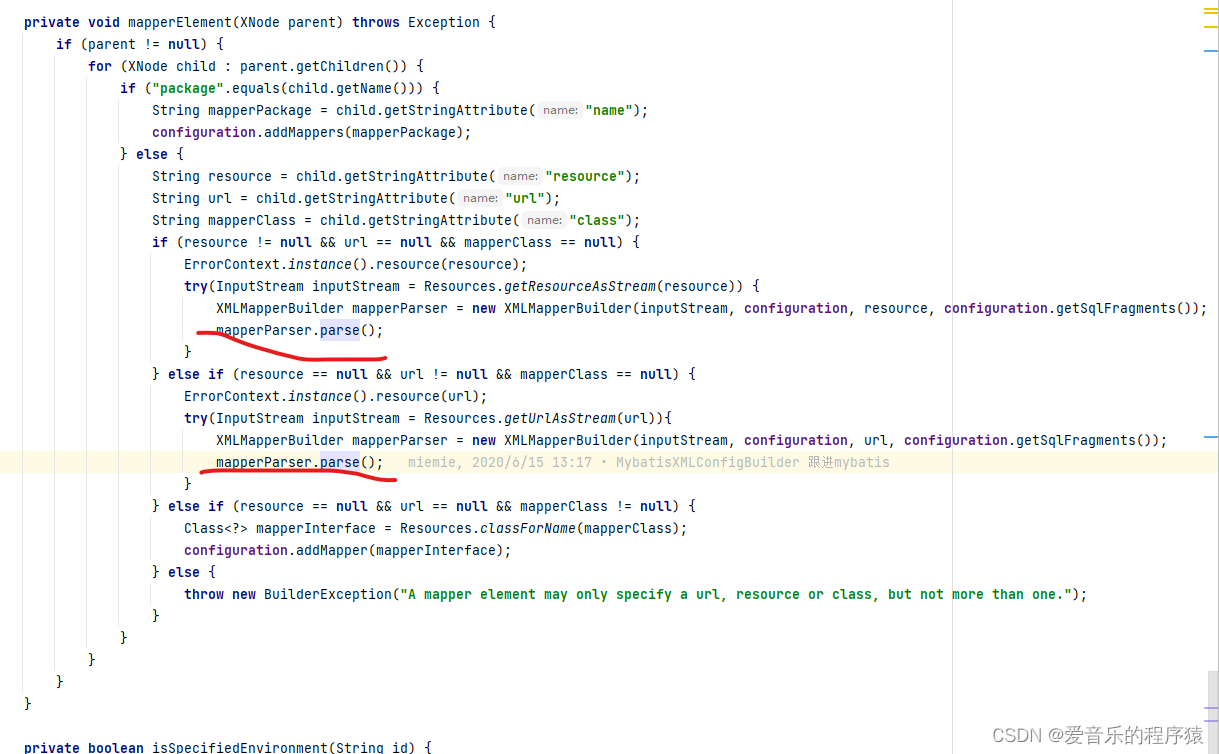 private void mapperElement(XNode parent) throws Exception {
if (parent != null) {
for (XNode child : parent.getChildren()) {
if ("package".equals(child.getName())) {
String mapperPackage = child.getStringAttribute( name: "name");
configuration.addMappers(mapperPackage);
} else {
String resource = child.getStringAttribute( name: "resource");
String url = child.getStringAttribute( name: "url");
String mapperClass = child.getStringAttribute( name: "class");
if (resource != null && url == null && mapperClass == null) {
ErrorContext.instance().resource(resource);
try(InputStream inputStream = Resources.getResourceAsStream(resource)) {
XMLMapperBuilder mapperParser = new XMLMapperBuilder(inputStream, configuration, resource, configuration.getSqlFragments());
mapperParser.parse();
}
} else if (resource == null && url != null && mapperClass == null) {
ErrorContext.instance().resource(url);
try(InputStream inputStream = Resources.getUrlAsStream(url)){
XMLMapperBuilder mapperParser = new XMLMapperBuilder(inputStream, configuration, url, configuration.getSqlFragments());
mapperParser.parse(); miemie, 2020/6/15 13:17 • MybatisXMLConfigBuilder 跟进mybatis
}
} else if (resource == null && url == null && mapperClass != null) {
Class<?> mapperInterface = Resources.classForName(mapperClass);
configuration.addMapper(mapperInterface);
} else {
throw new BuilderException("A mapper element may only specify a url, resource or class, but not more than one.");
}
}
}
}
}
private boolean isSpecifiedEnvironment(String id) {
CSDN @爱音乐的程序猿